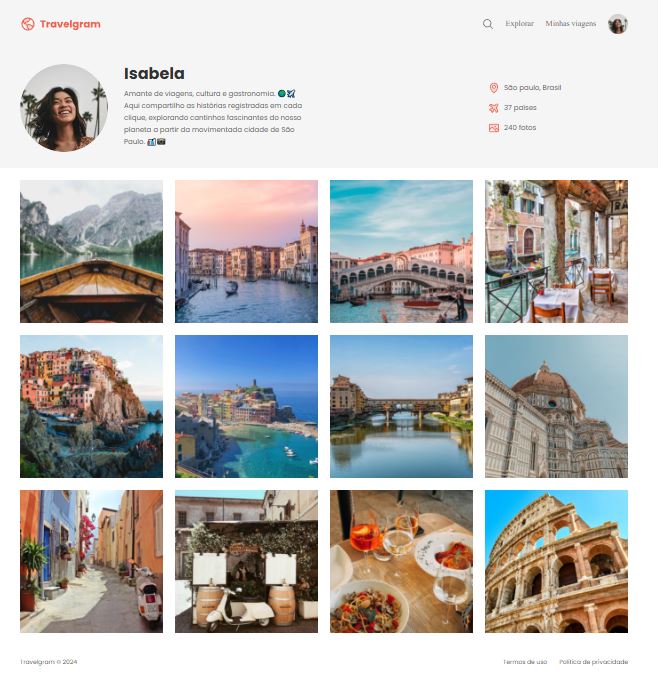 Travelgram
Explorar
Minhas viagens
Isabela
Amante de viagens, cultura e gastronomia.
Aqui compartilho as histórias registradas em cada
clique, explorando cantinhos fascinantes do nosso
planeta a partir da movimentada cidade de São
Paulo.
São paulo, Brasil
37 países
240 fotos
Travelgram © 2024
Termos de uso
Política de privacidade